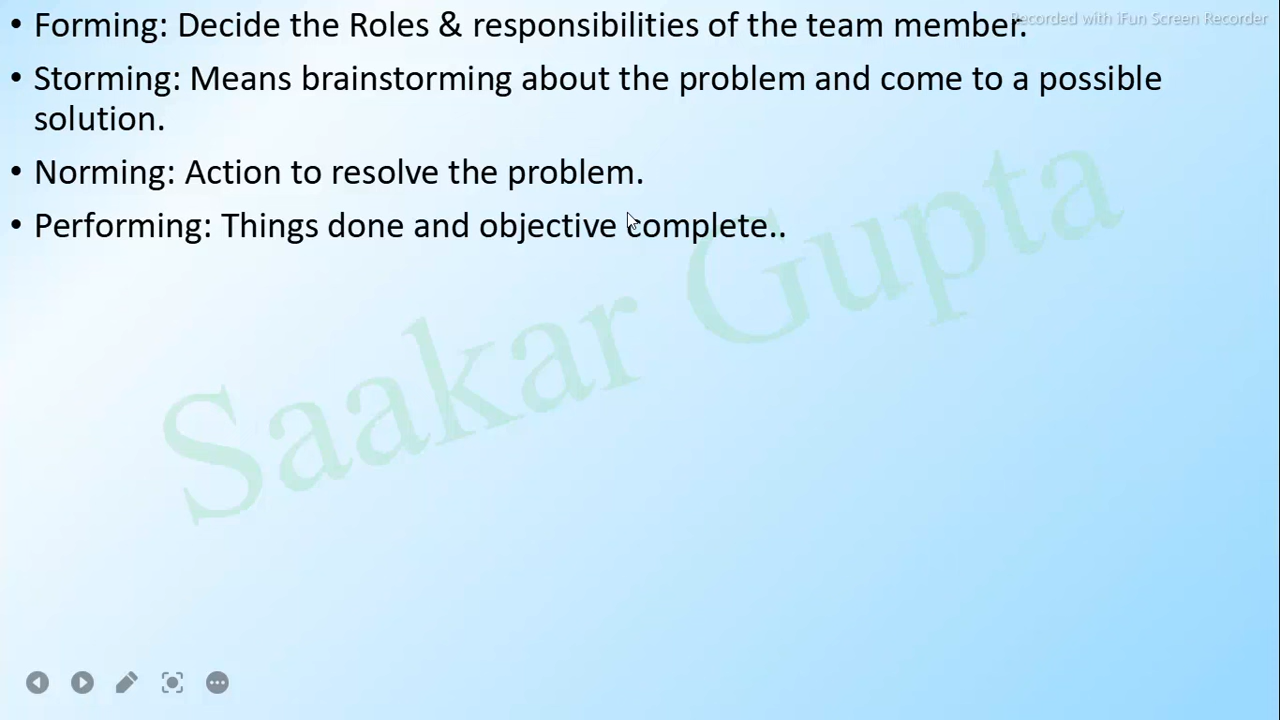 • Forming: Decide the Roles & responsibilities of the team member.
Recorded with iFun Screen Recorder
• Storming: Means brainstorming about the problem and come to a possible
solution.
• Norming: Action to resolve the problem.
• Performing: Things done and objective complete..
Saakar Gupta